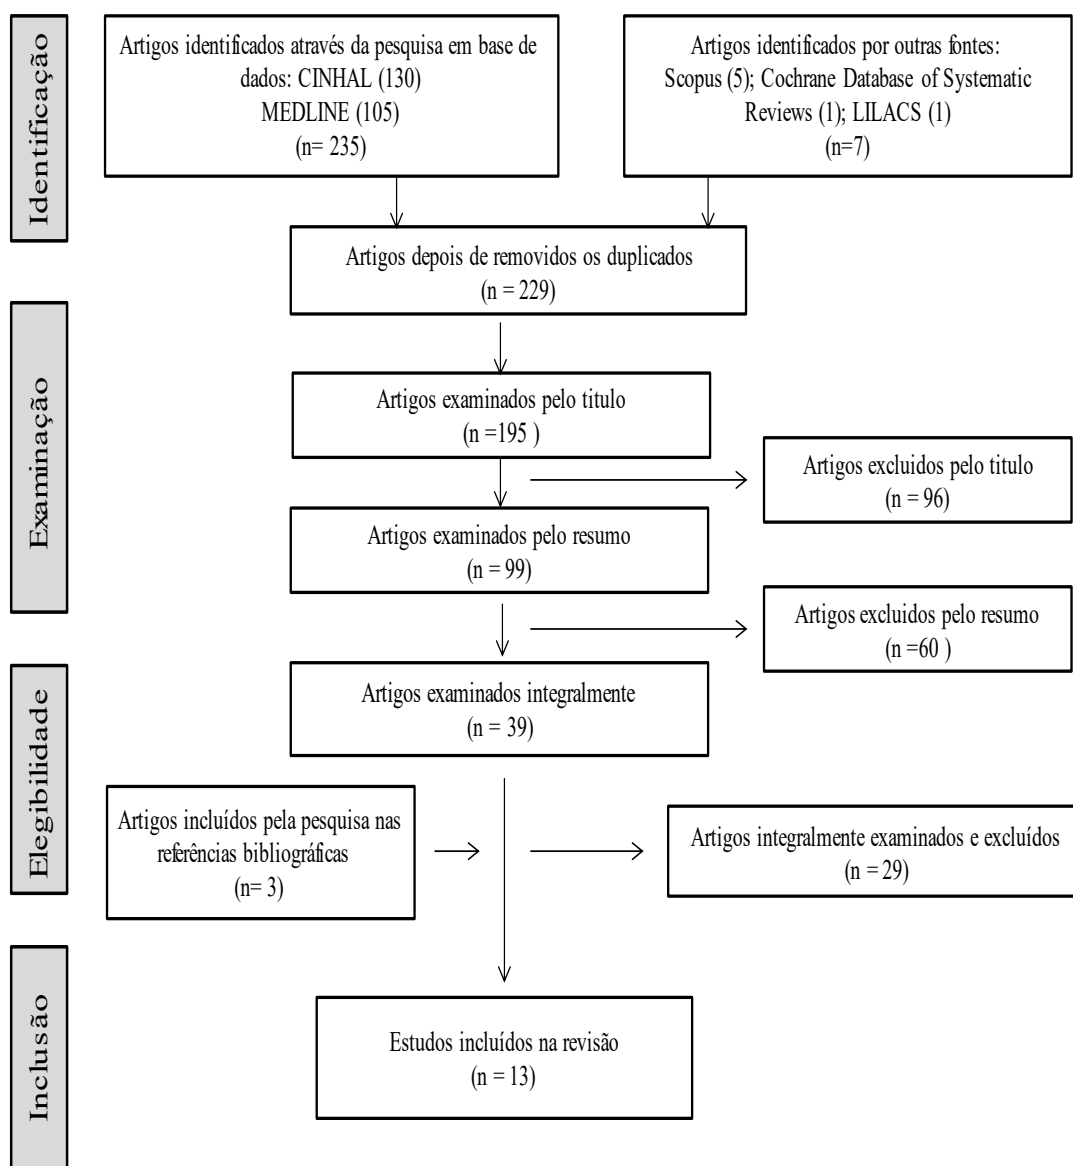 Identificação
Artigos identificados através da pesquisa em base de
dados: CINHAL (130)
MEDLINE (105)
(n= 235)
Artigos identificados por outras fontes:
Scopus (5); Cochrane Database of Systematic
Reviews (1); LILACS (1)
(n=7)
Artigos depois de removidos os duplicados
(n = 229)
Examinação
Artigos examinados pelo titulo
(n =195 )
Artigos excluidos pelo titulo
(n = 96)
Artigos examinados pelo resumo
(n = 99)
Artigos excluidos pelo resumo
(n =60 )
Elegibilidade
Artigos examinados integralmente
(n = 39)
Artigos incluídos pela pesquisa nas
referências bibliográficas
(n= 3)
Artigos integralmente examinados e excluídos
(n = 29)
Inclusão
Estudos incluídos na revisão
(n = 13)